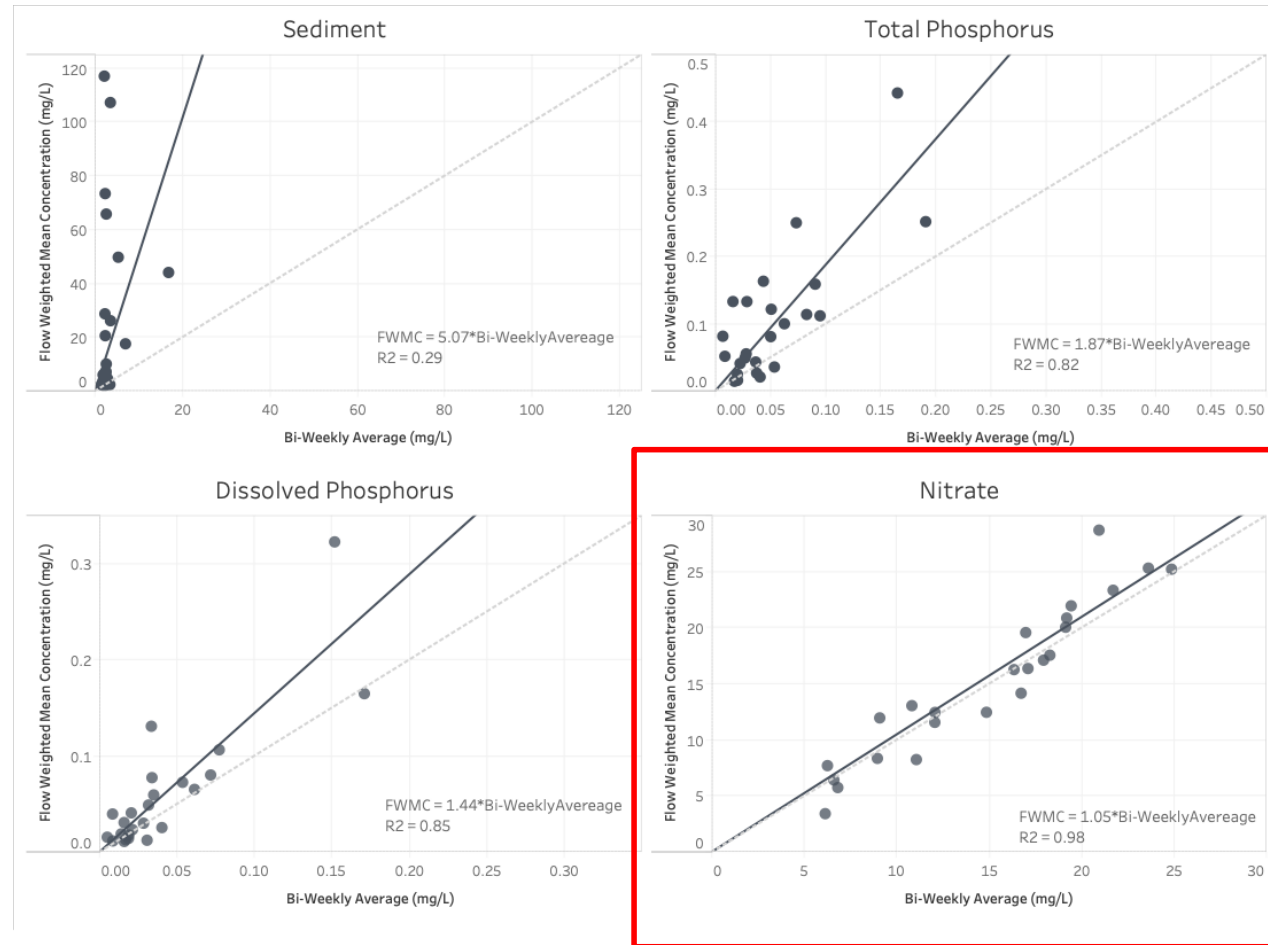 Sediment
Flow Weighted Mean Concentration (mg/L)
120
100
80
60
40
20
0
0 20 40 60 80 100 120
Bi-Weekly Average (mg/L)
FWMC = 5.07*Bi-WeeklyAvereage
R2 = 0.29
Total Phosphorus
Flow Weighted Mean Concentration (mg/L)
0.5
0.4
0.3
0.2
0.1
0.0
0.00 0.05 0.10 0.15 0.20 0.25 0.30 0.35 0.40 0.45 0.50
Bi-Weekly Average (mg/L)
FWMC = 1.87*Bi-WeeklyAvereage
R2 = 0.82
Dissolved Phosphorus
Flow Weighted Mean Concentration (mg/L)
0.3
0.2
0.1
0.0
0.00 0.05 0.10 0.15 0.20 0.25 0.30
Bi-Weekly Average (mg/L)
FWMC = 1.44*Bi-WeeklyAvereage
R2 = 0.85
Nitrate
Flow Weighted Mean Concentration (mg/L)
30
25
20
15
10
5
0
0 5 10 15 20 25 30
Bi-Weekly Average (mg/L)
FWMC = 1.05*Bi-WeeklyAvereage
R2 = 0.98